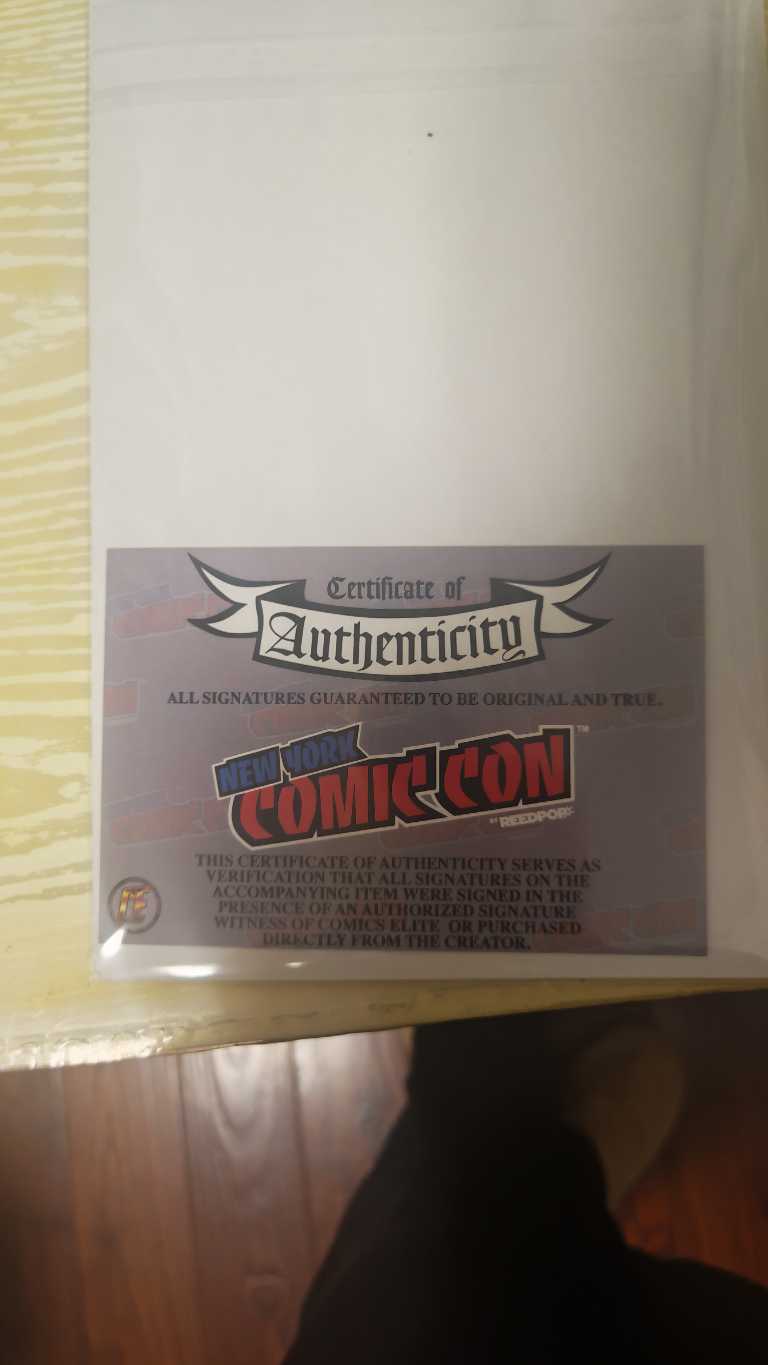 Certificate of
Authenticity
ALL SIGNATURES GUARANTEED TO BE ORIGINAL AND TRUE.
NEW YORK
COMIC CON™
BY REEDPOP
THIS CERTIFICATE OF AUTHENTICITY SERVES AS
VERIFICATION THAT ALL SIGNATURES ON THE
ACCOMPANYING ITEM WERE SIGNED IN THE
PRESENCE OF AN AUTHORIZED SIGNATURE
WITNESS OF COMICS ELITE OR PURCHASED
DIRECTLY FROM THE CREATOR.
CE